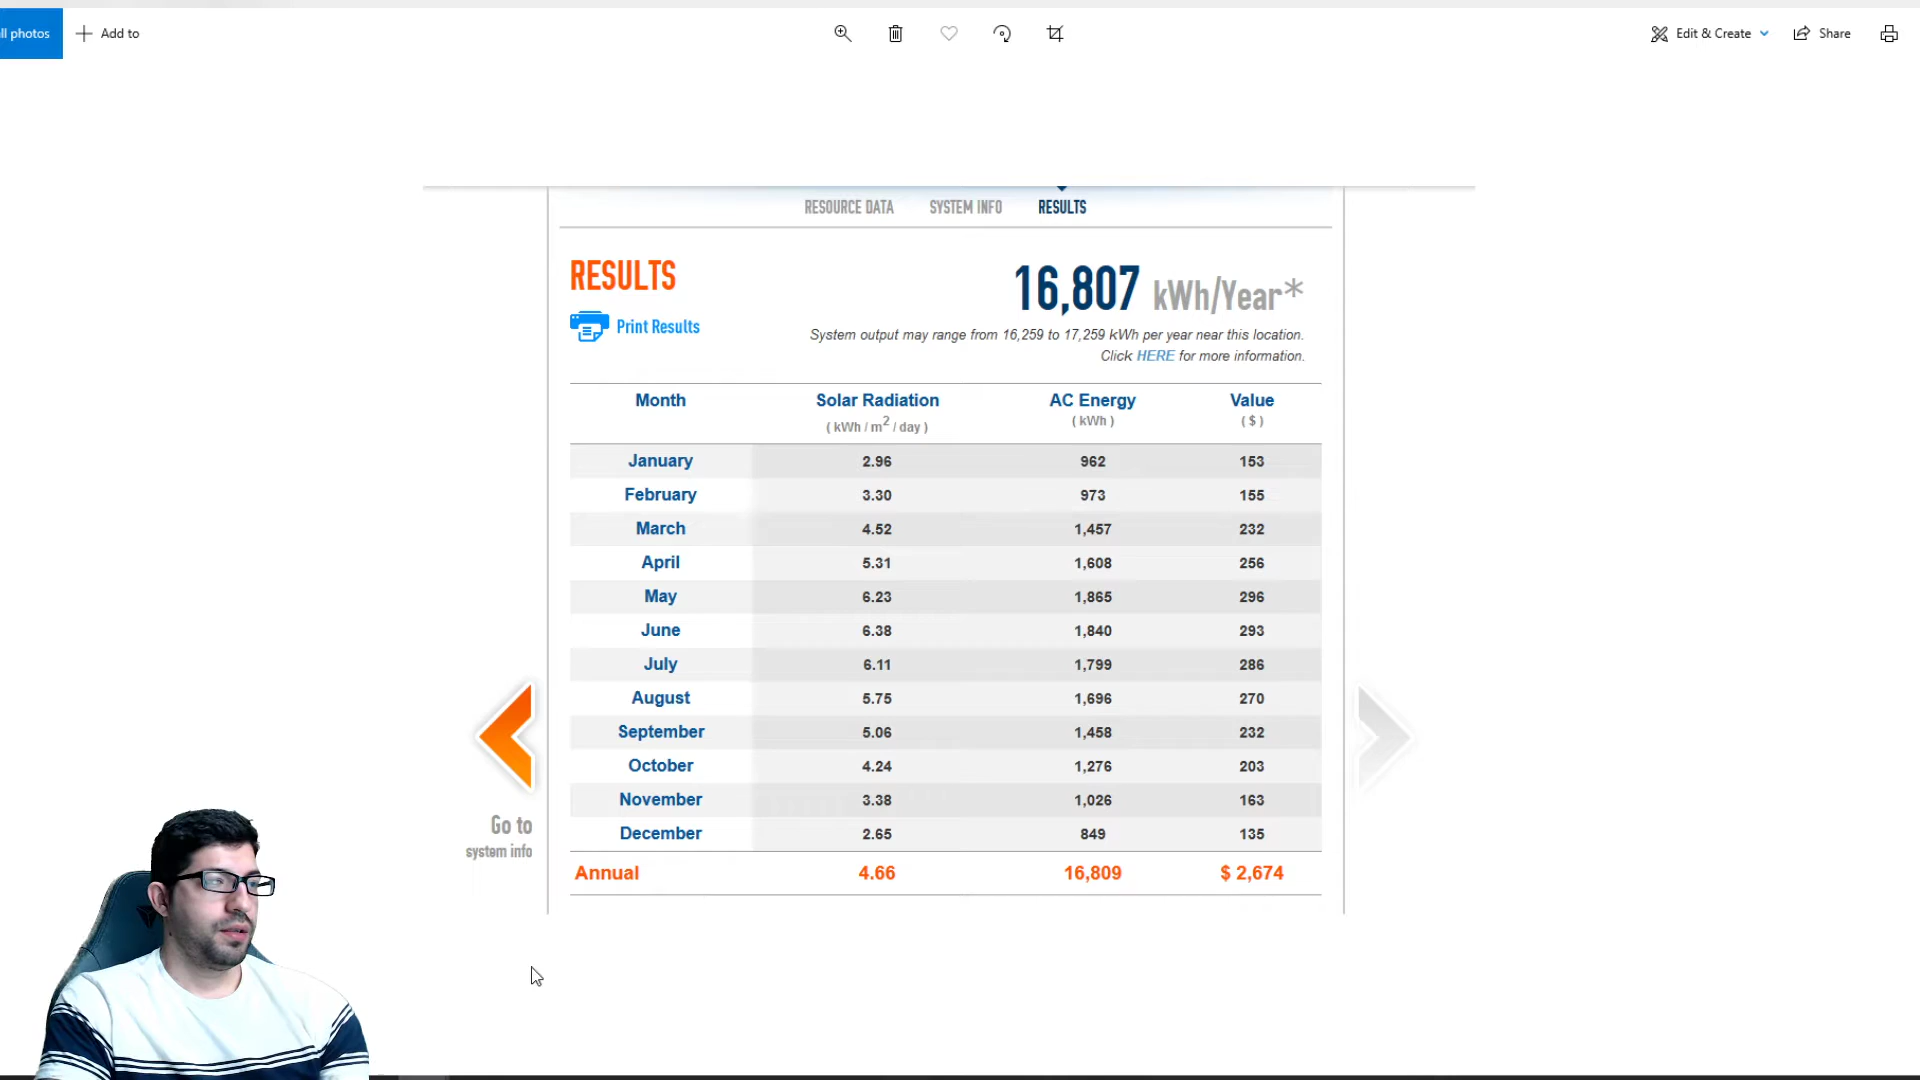 ll photos
Add to
Edit & Create
Share
RESOURCE DATA SYSTEM INFO RESULTS
RESULTS
16,807 kWh/Year*
Print Results
System output may range from 16,259 to 17,259 kWh per year near this location.
Click HERE for more information.
Month Solar Radiation AC Energy Value
( kWh / m2 / day ) ( kWh ) ( $ )
January 2.96 962 153
February 3.30 973 155
March 4.52 1,457 232
April 5.31 1,608 256
May 6.23 1,865 296
June 6.38 1,840 293
July 6.11 1,799 286
August 5.75 1,696 270
September 5.06 1,458 232
October 4.24 1,276 203
November 3.38 1,026 163
December 2.65 849 135
Annual 4.66 16,809 $ 2,674
Go to
system info